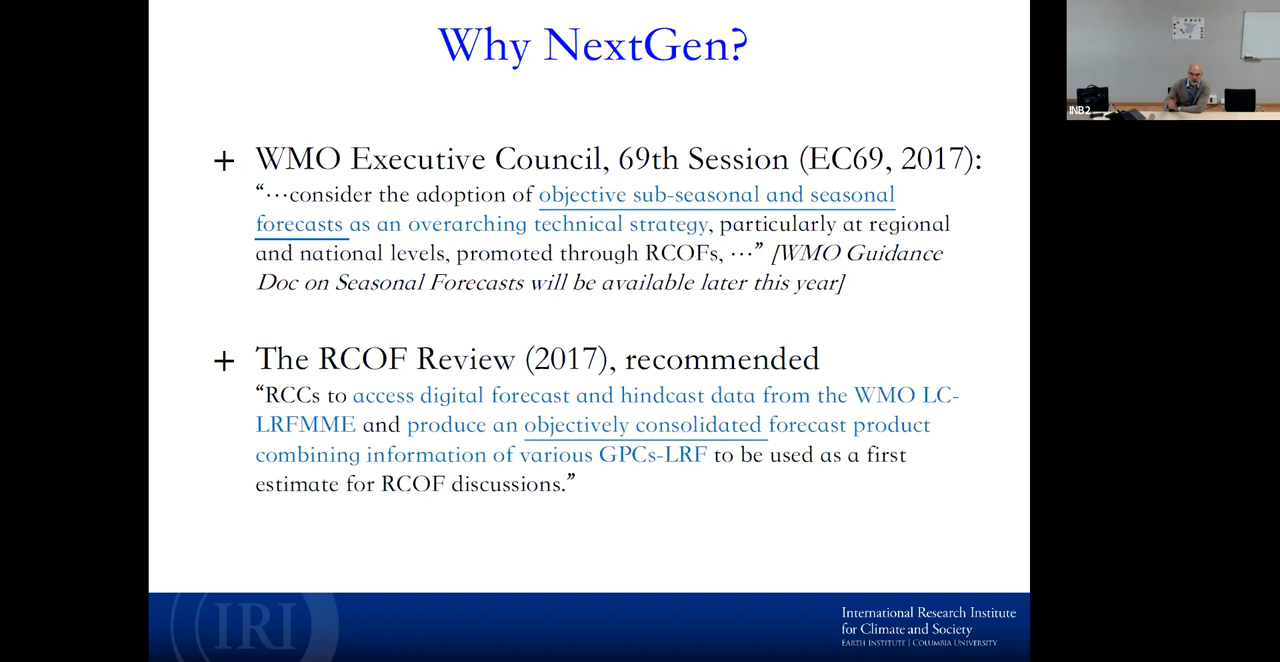 Why NextGen?
+ WMO Executive Council, 69th Session (EC69, 2017):
“…consider the adoption of objective sub-seasonal and seasonal
forecasts as an overarching technical strategy, particularly at regional
and national levels, promoted through RCOFs, …” [WMO Guidance
Doc on Seasonal Forecasts will be available later this year]
+ The RCOF Review (2017), recommended
“RCCs to access digital forecast and hindcast data from the WMO LC-
LRFMME and produce an objectively consolidated forecast product
combining information of various GPCs-LRF to be used as a first
estimate for RCOF discussions.”
IRI
International Research Institute
for Climate and Society
EARTH INSTITUTE | COLUMBIA UNIVERSITY
INB2